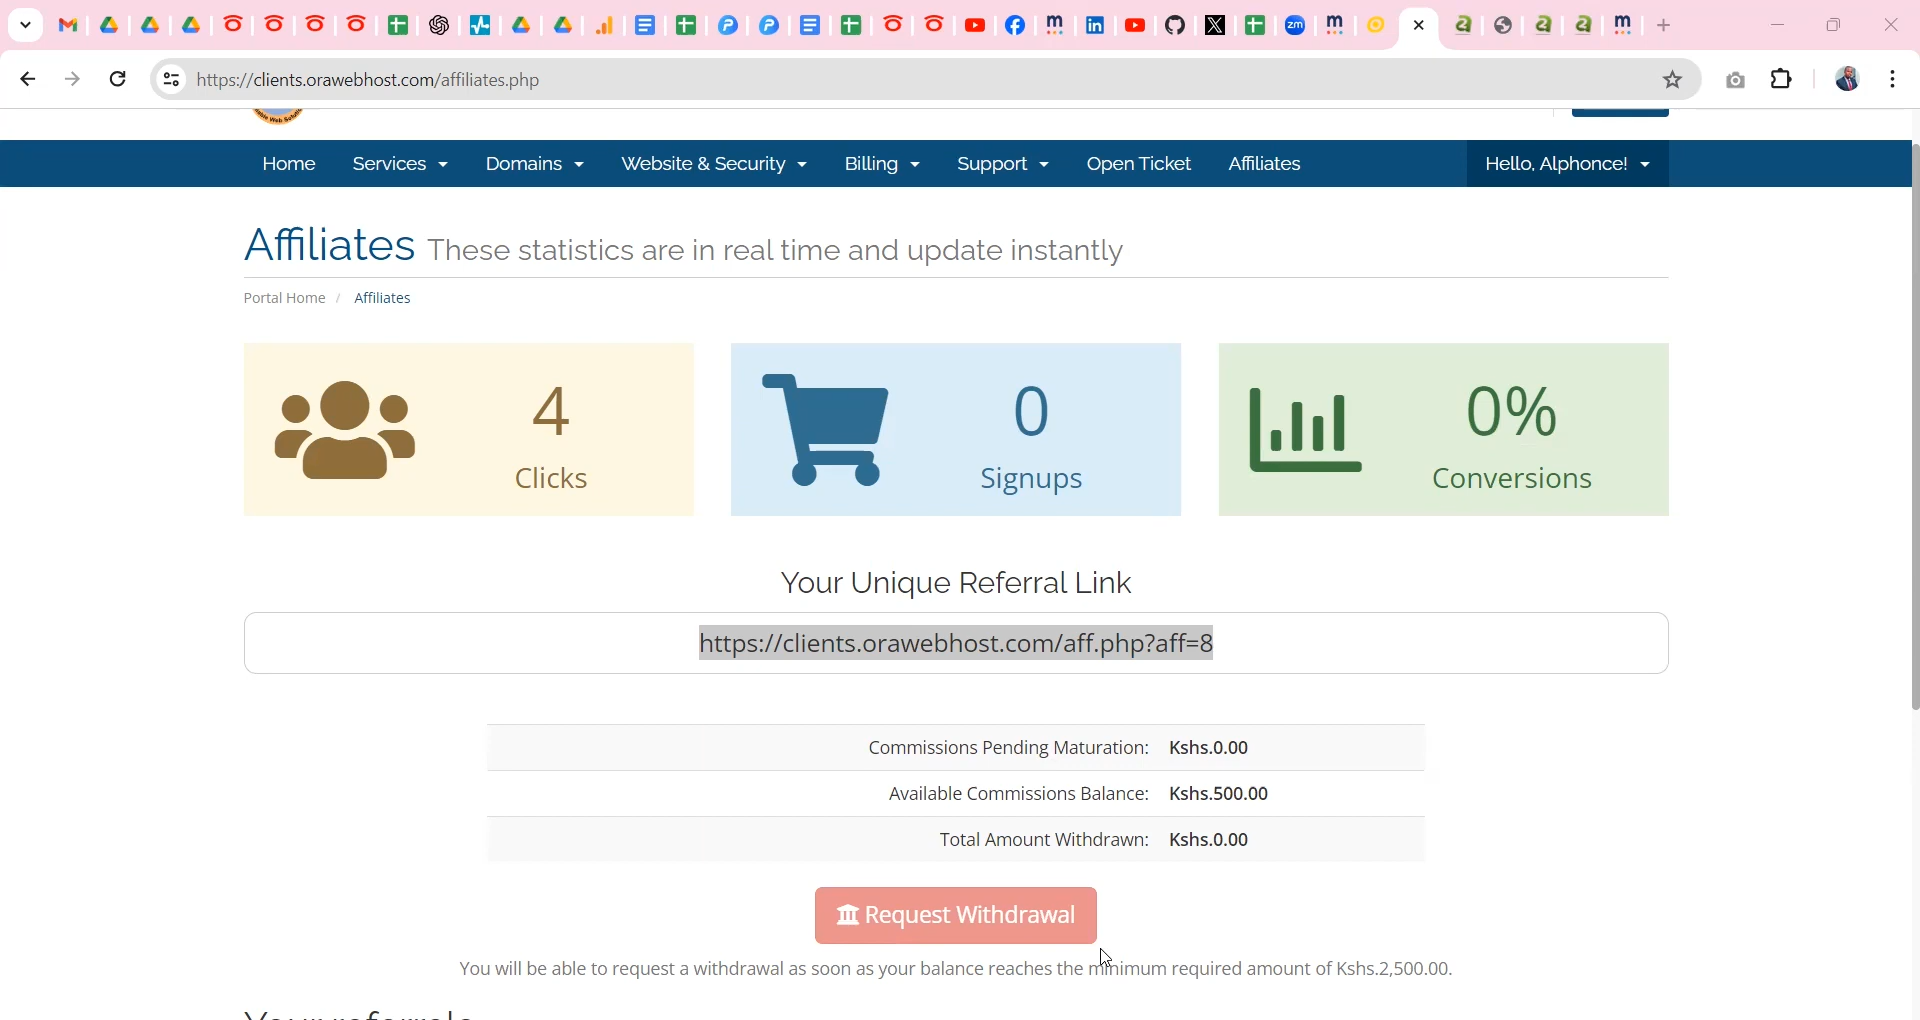 https://clients.orawebhost.com/affiliates.php
Home Services Domains Website & Security Billing Support Open Ticket Affiliates Hello, Alphonce!
Affiliates These statistics are in real time and update instantly
Portal Home / Affiliates
4
Clicks
0
Signups
0%
Conversions
Your Unique Referral Link
https://clients.orawebhost.com/aff.php?aff=8
Commissions Pending Maturation: Kshs.0.00
Available Commissions Balance: Kshs.500.00
Total Amount Withdrawn: Kshs.0.00
Request Withdrawal
You will be able to request a withdrawal as soon as your balance reaches the minimum required amount of Kshs.2,500.00.
Your referrals